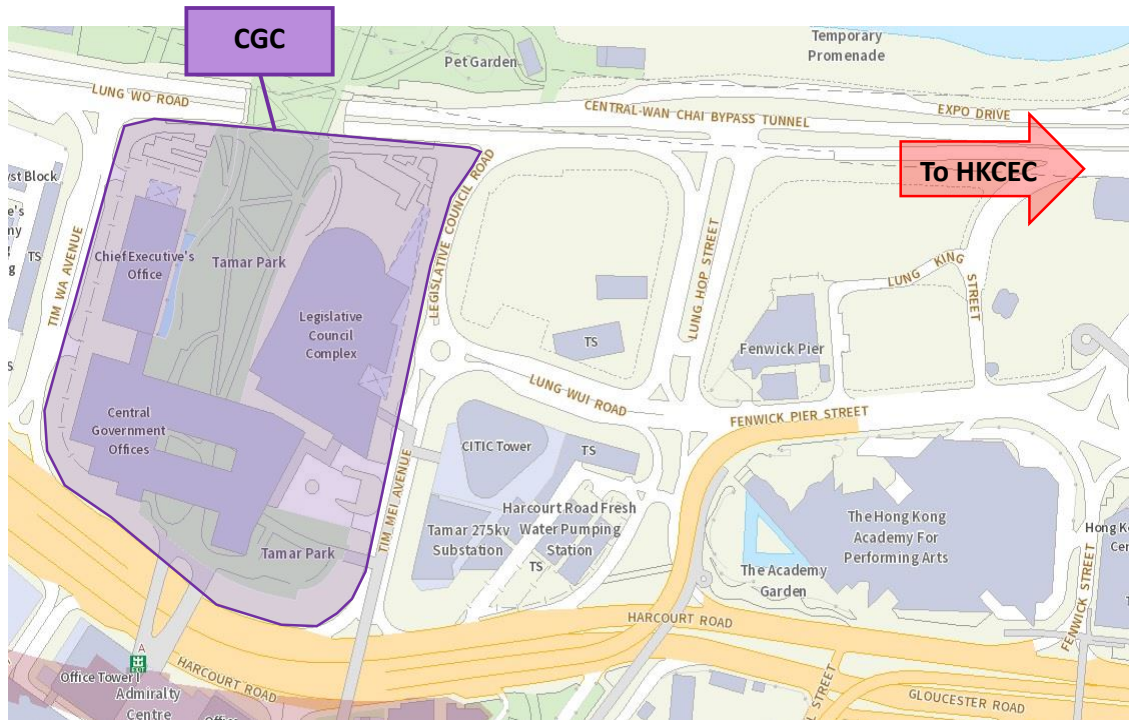 CGC
Temporary
Promenade
Pet Garden
LUNG WO ROAD
CENTRAL-WAN CHAI BYPASS TUNNEL
EXPO DRIVE
To HKCEC
yst Block
TS
TIM WA AVENUE
Chief Executive's
Office
Tamar Park
Legislative
Council
Complex
LEGISLATIVE COUNCIL ROAD
LUNG HOP STREET
LUNG KING
STREET
TS
Fenwick Pier
LUNG WUI ROAD
FENWICK PIER STREET
Central
Government
Offices
CITIC Tower
TS
TIM MEI AVENUE
Tamar 275kv
Substation
Harcourt Road Fresh
Water Pumping
Station
TS
The Hong Kong
Academy For
Performing Arts
The Academy
Garden
Tamar Park
FENWICK STREET
HARCOURT ROAD
A
Office Tower I
Admiralty
Centre
HARCOURT ROAD
GLOUCESTER ROAD